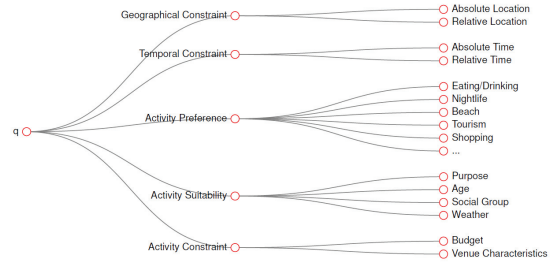 q
Geographical Constraint
Absolute Location
Relative Location
Temporal Constraint
Absolute Time
Relative Time
Activity Preference
Eating/Drinking
Nightlife
Beach
Tourism
Shopping
...
Activity Suitability
Purpose
Age
Social Group
Weather
Activity Constraint
Budget
Venue Characteristics